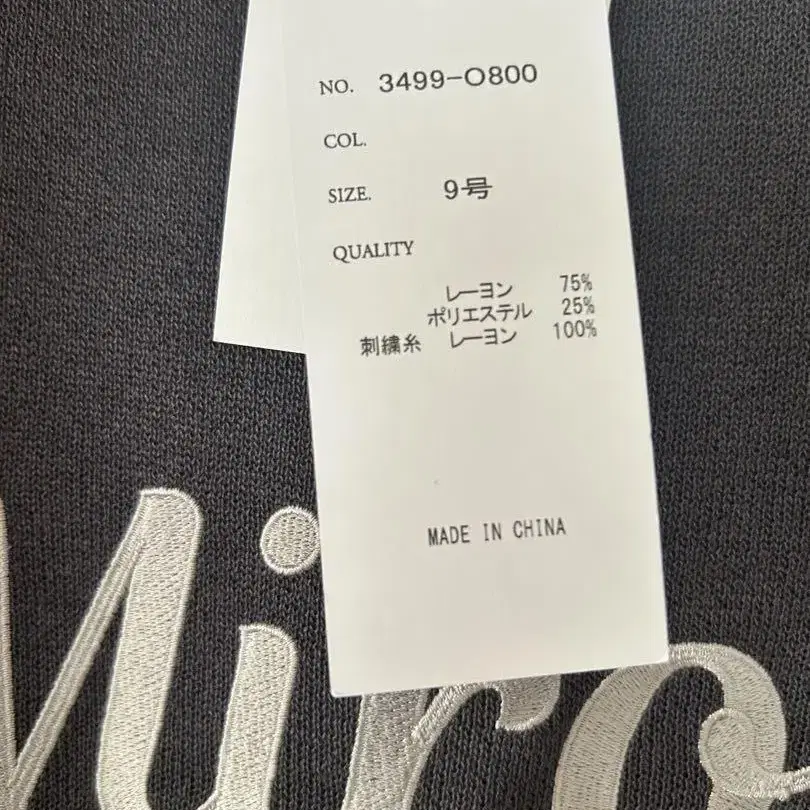 NO. 3499-O800
COL.
SIZE. 9号
QUALITY
レーヨン 75%
ポリエステル 25%
刺繍糸 レーヨン 100%
MADE IN CHINA